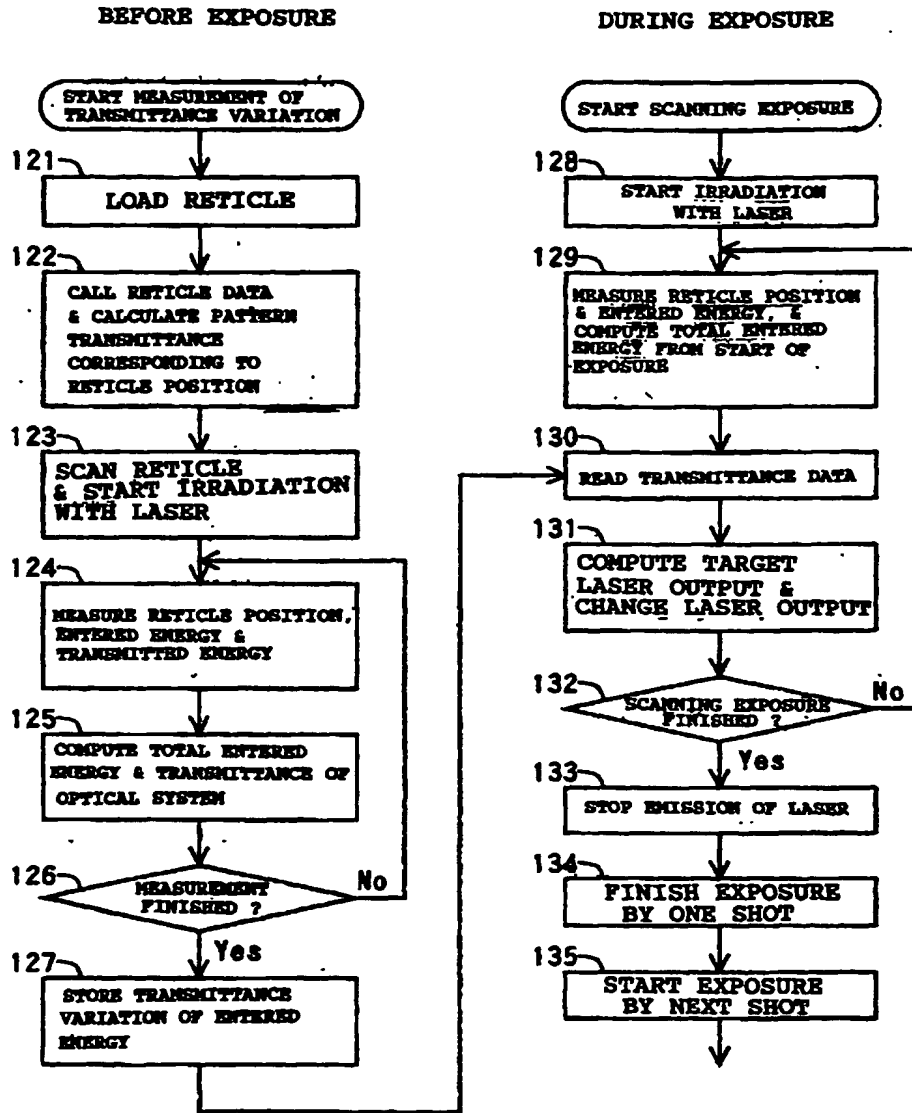 BEFORE EXPOSURE
START MEASUREMENT OF
TRANSMITTANCE VARIATION
121
LOAD RETICLE
122
CALL RETICLE DATA
& CALCULATE PATTERN
TRANSMITTANCE
CORRESPONDING TO
RETICLE POSITION
123
SCAN RETICLE
& START IRRADIATION
WITH LASER
124
MEASURE RETICLE POSITION,
ENTERED ENERGY &
TRANSMITTED ENERGY
125
COMPUTE TOTAL ENTERED
ENERGY & TRANSMITTANCE OF
OPTICAL SYSTEM
126
MEASUREMENT
FINISHED ?
No
Yes
127
STORE TRANSMITTANCE
VARIATION OF ENTERED
ENERGY
DURING EXPOSURE
START SCANNING EXPOSURE
128
START IRRADIATION
WITH LASER
129
MEASURE RETICLE POSITION
& ENTERED ENERGY, &
COMPUTE TOTAL ENTERED
ENERGY FROM START OF
EXPOSURE
130
READ TRANSMITTANCE DATA
131
COMPUTE TARGET
LASER OUTPUT &
CHANGE LASER OUTPUT
132
SCANNING EXPOSURE
FINISHED ?
No
Yes
133
STOP EMISSION OF LASER
134
FINISH EXPOSURE
BY ONE SHOT
135
START EXPOSURE
BY NEXT SHOT